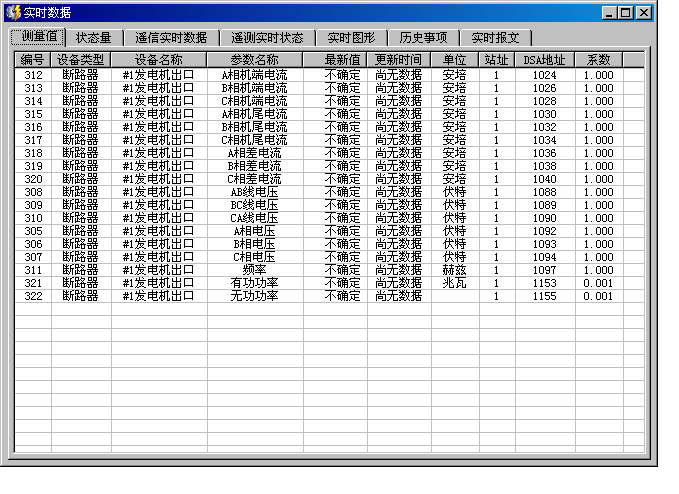 实时数据
测量值 状态量 遥信实时数据 遥测实时状态 实时图形 历史事项 实时报文
编号 设备类型 设备名称 参数名称 最新值 更新时间 单位 站址 DSA地址 系数
312 断路器 #1发电机出口 A相机端电流 不确定 尚无数据 安培 1 1024 1.000
313 断路器 #1发电机出口 B相机端电流 不确定 尚无数据 安培 1 1026 1.000
314 断路器 #1发电机出口 C相机端电流 不确定 尚无数据 安培 1 1028 1.000
315 断路器 #1发电机出口 A相机尾电流 不确定 尚无数据 安培 1 1030 1.000
316 断路器 #1发电机出口 B相机尾电流 不确定 尚无数据 安培 1 1032 1.000
317 断路器 #1发电机出口 C相机尾电流 不确定 尚无数据 安培 1 1034 1.000
318 断路器 #1发电机出口 A相差电流 不确定 尚无数据 安培 1 1036 1.000
319 断路器 #1发电机出口 B相差电流 不确定 尚无数据 安培 1 1038 1.000
320 断路器 #1发电机出口 C相差电流 不确定 尚无数据 安培 1 1040 1.000
308 断路器 #1发电机出口 AB线电压 不确定 尚无数据 伏特 1 1088 1.000
309 断路器 #1发电机出口 BC线电压 不确定 尚无数据 伏特 1 1089 1.000
310 断路器 #1发电机出口 CA线电压 不确定 尚无数据 伏特 1 1090 1.000
305 断路器 #1发电机出口 A相电压 不确定 尚无数据 伏特 1 1092 1.000
306 断路器 #1发电机出口 B相电压 不确定 尚无数据 伏特 1 1093 1.000
307 断路器 #1发电机出口 C相电压 不确定 尚无数据 伏特 1 1094 1.000
311 断路器 #1发电机出口 频率 不确定 尚无数据 赫兹 1 1097 1.000
321 断路器 #1发电机出口 有功功率 不确定 尚无数据 兆瓦 1 1153 0.001
322 断路器 #1发电机出口 无功功率 不确定 尚无数据 1 1155 0.001